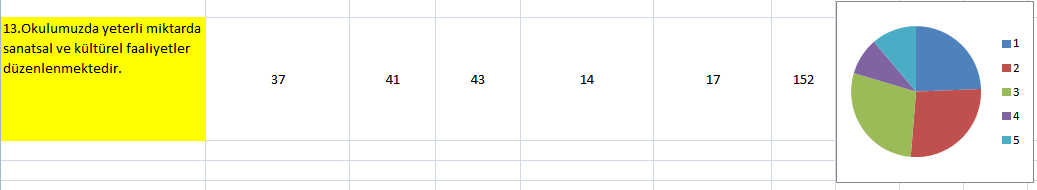 13.Okulumuzda yeterli miktarda
sanatsal ve kültürel faaliyetler
düzenlenmektedir.
37 41 43 14 17 152
1
2
3
4
5